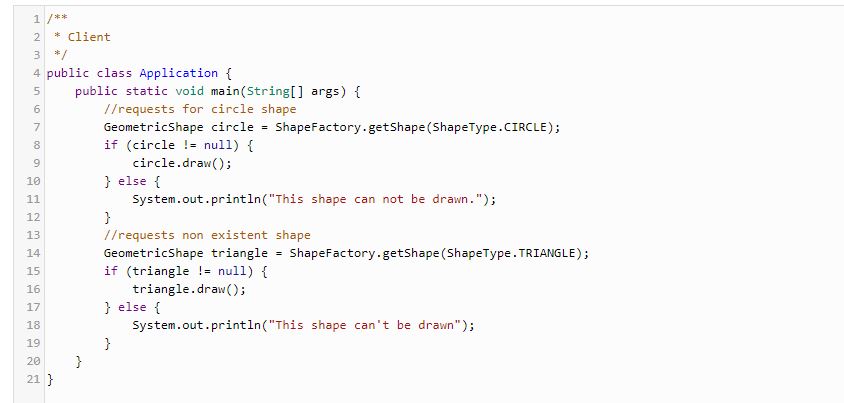 1 /**
2  * Client
3  */
4 public class Application {
5     public static void main(String[] args) {
6         //requests for circle shape
7         GeometricShape circle = ShapeFactory.getShape(ShapeType.CIRCLE);
8         if (circle != null) {
9             circle.draw();
10         } else {
11             System.out.println("This shape can not be drawn.");
12         }
13         //requests non existent shape
14         GeometricShape triangle = ShapeFactory.getShape(ShapeType.TRIANGLE);
15         if (triangle != null) {
16             triangle.draw();
17         } else {
18             System.out.println("This shape can't be drawn");
19         }
20     }
21 }